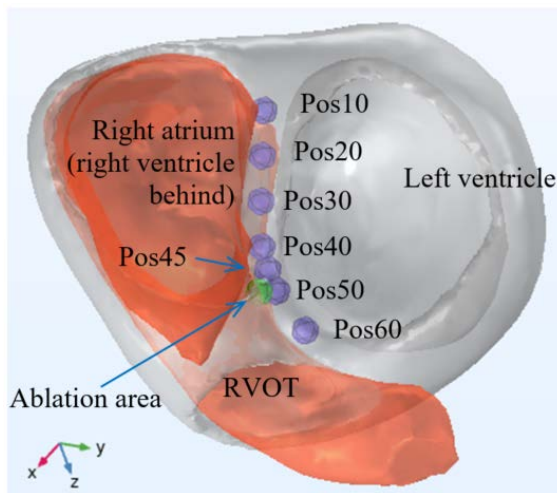 Pos10
Right atrium
(right ventricle
behind)
Pos20
Left ventricle
Pos30
Pos40
Pos45
Pos50
Pos60
Ablation area
RVOT
y
x
z